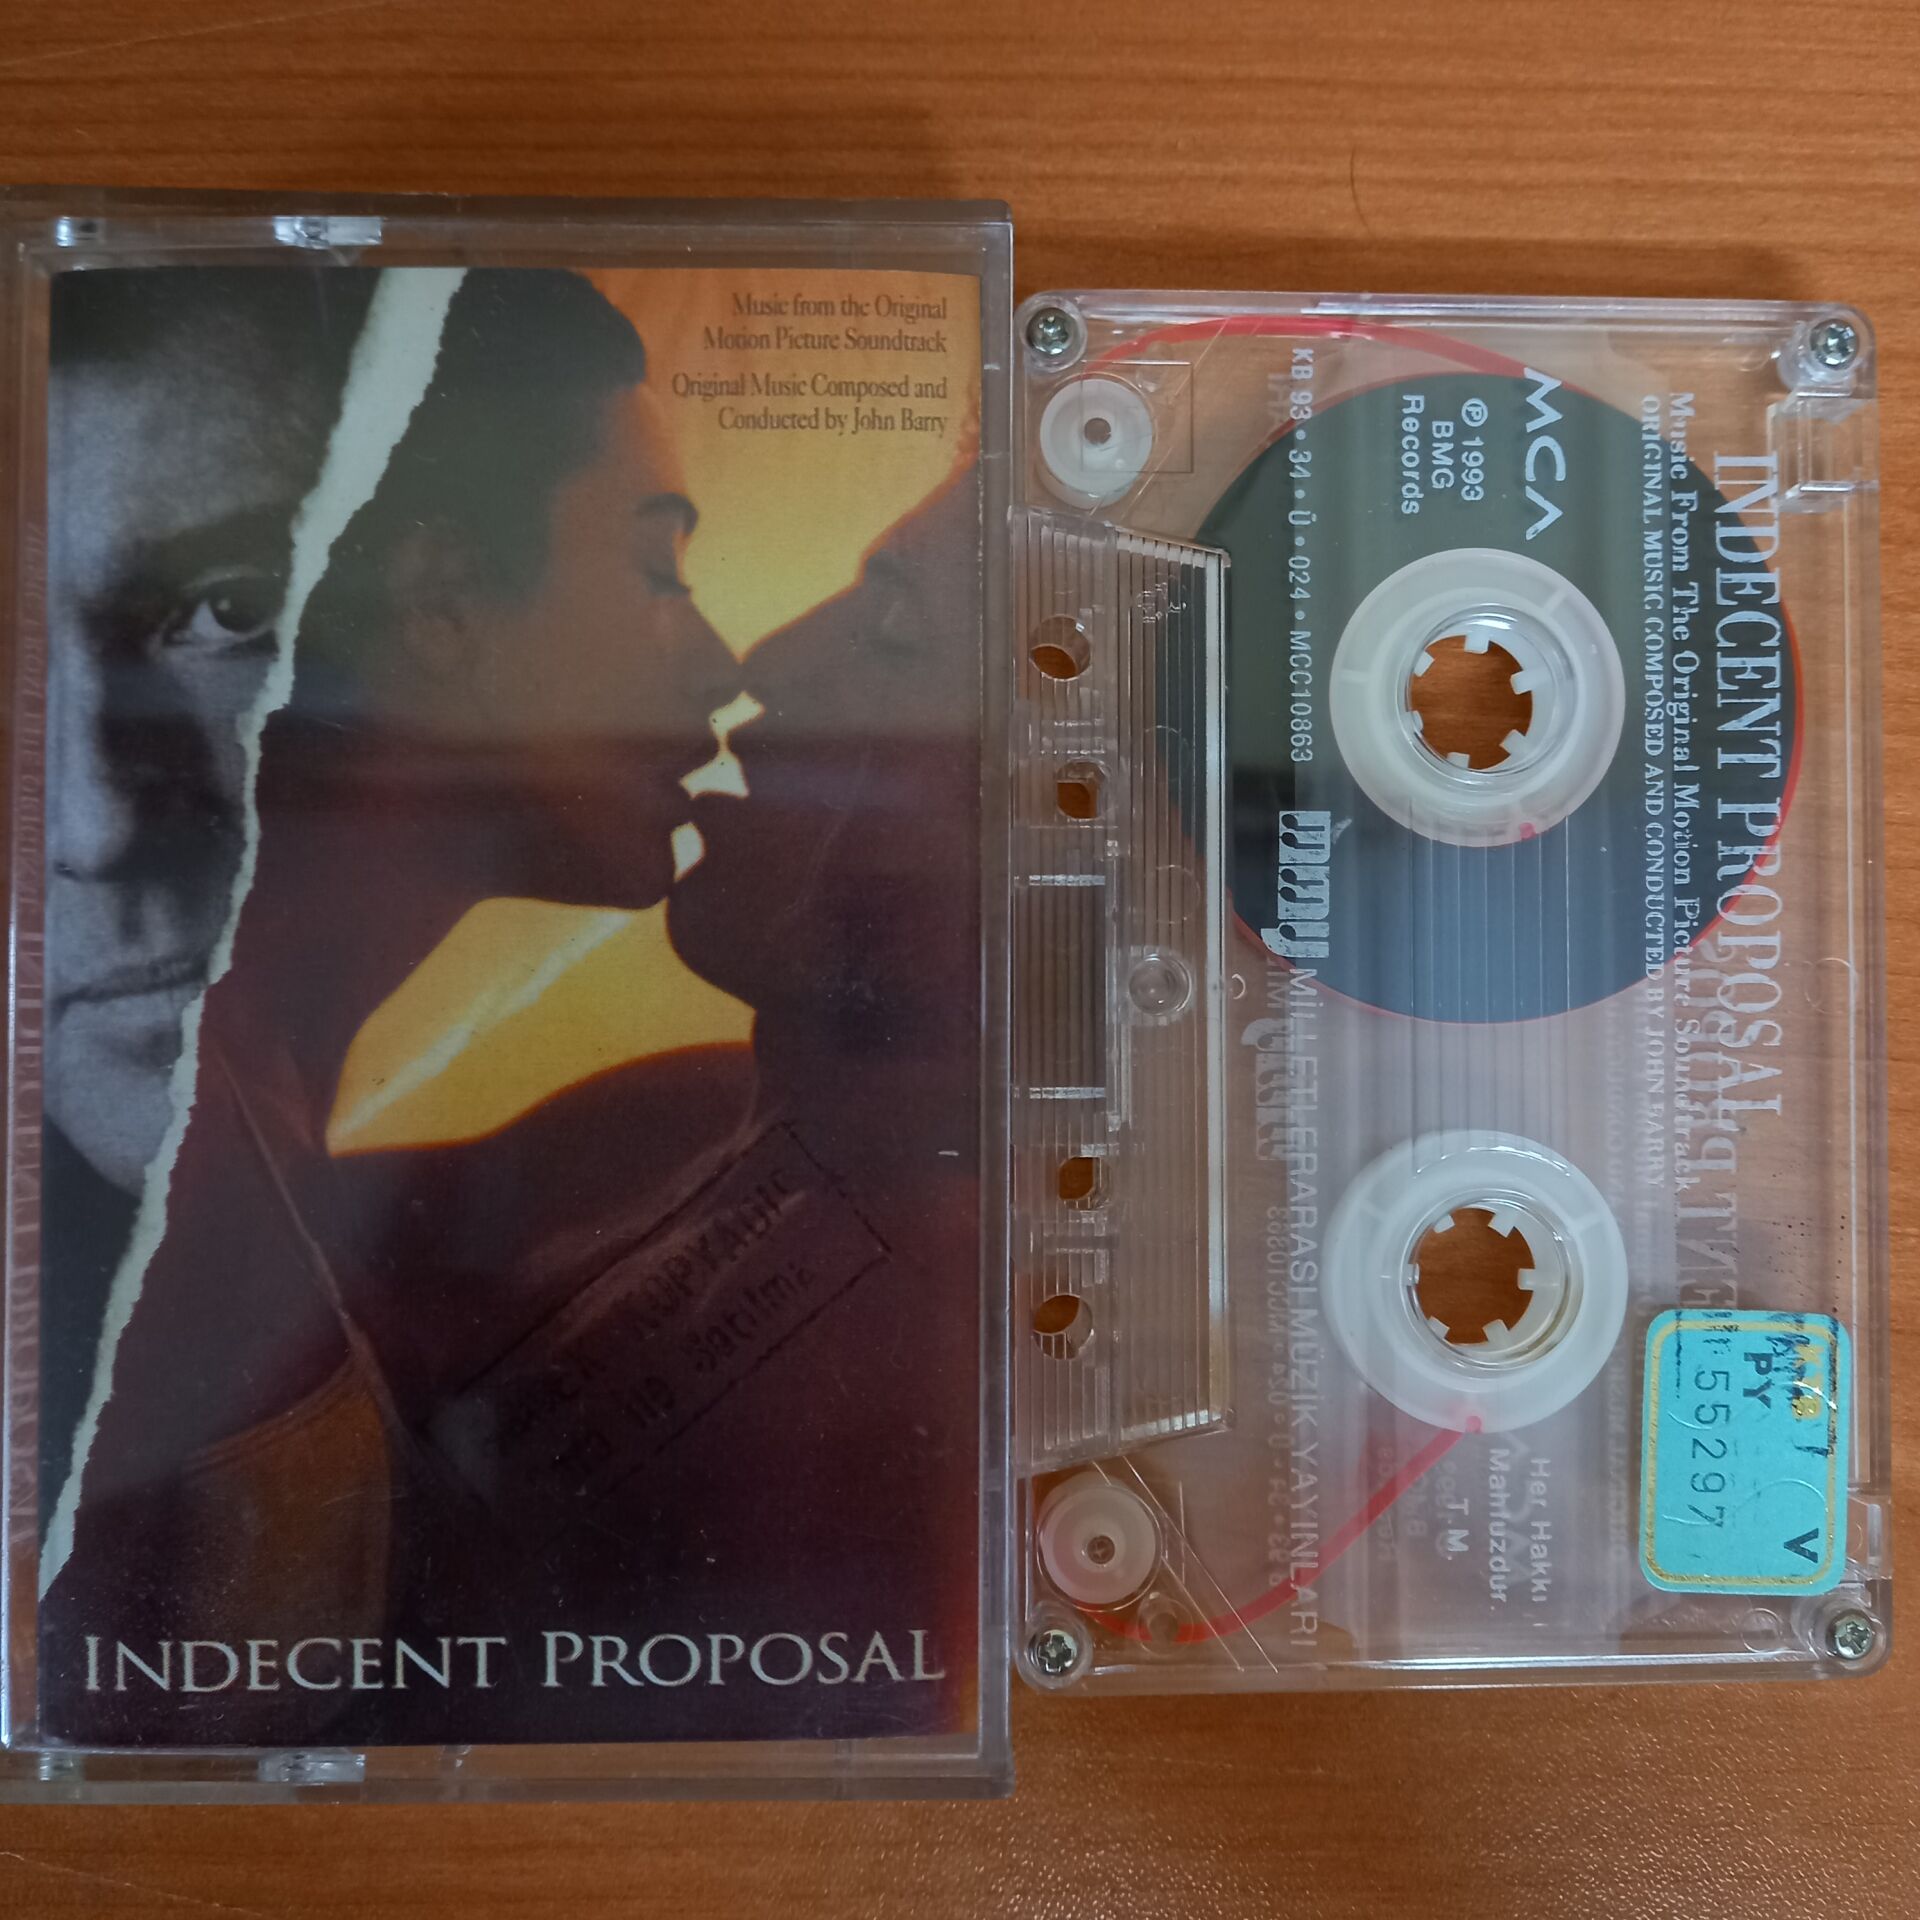 Music from the Original
Motion Picture Soundtrack
Original Music Composed and
Conducted by John Barry
INDECENT PROPOSAL
INDECENT PROPOSAL
Music From The Original Motion Picture Soundtrack
ORIGINAL MUSIC COMPOSED AND CONDUCTED BY JOHN BARRY
MCA
℗ 1993
BMG
Records
KB 93 • 34 • Ü • 024 • MCC10863
MİLLETLERARASI MÜZİK YAYINLARI
Her Hakkı
Mahfuzdur.
T.M.
PY
V
155297